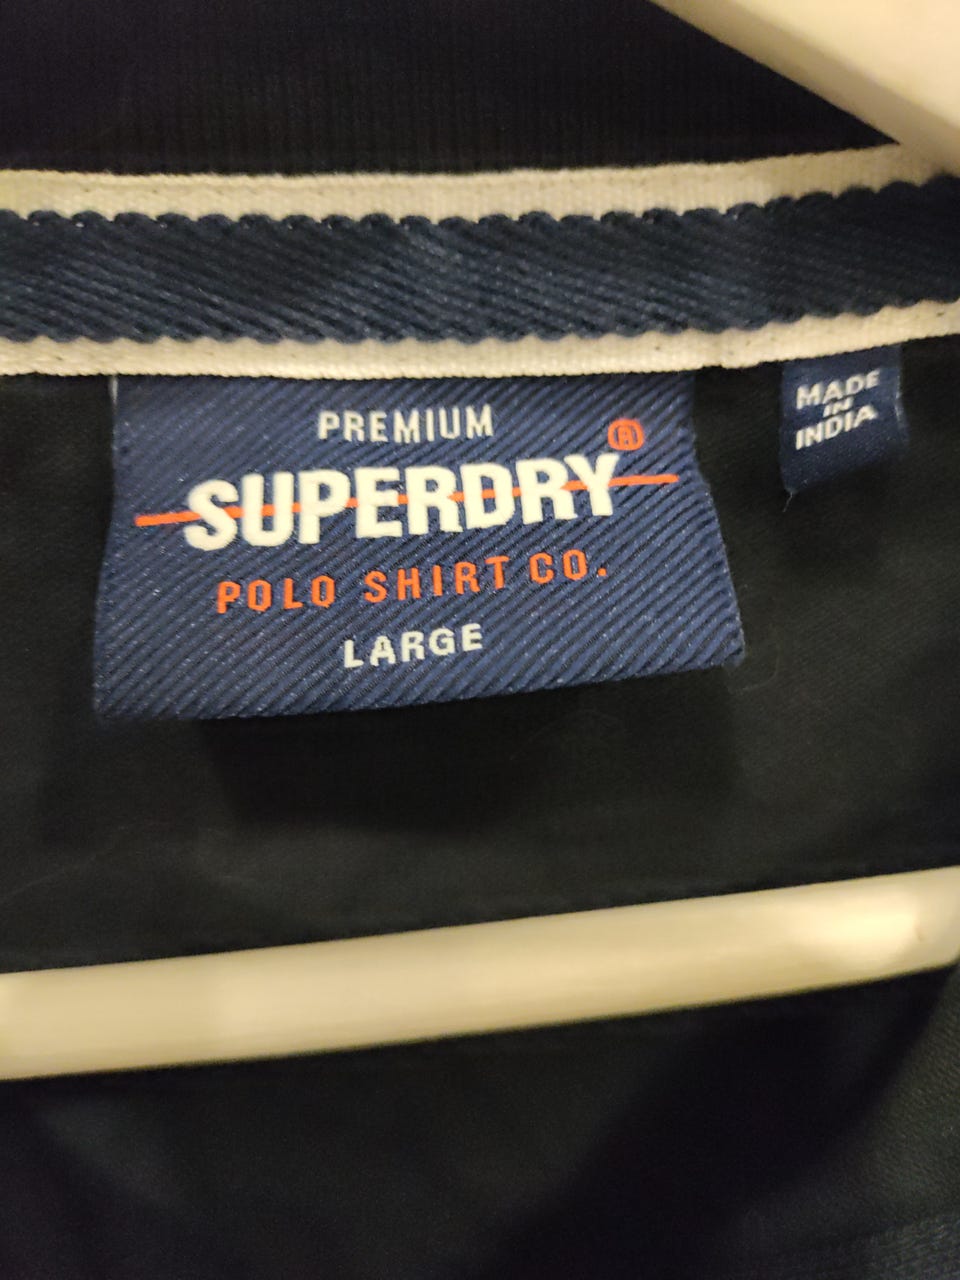 PREMIUM
SUPERDRY®
POLO SHIRT CO.
LARGE
MADE
IN
INDIA